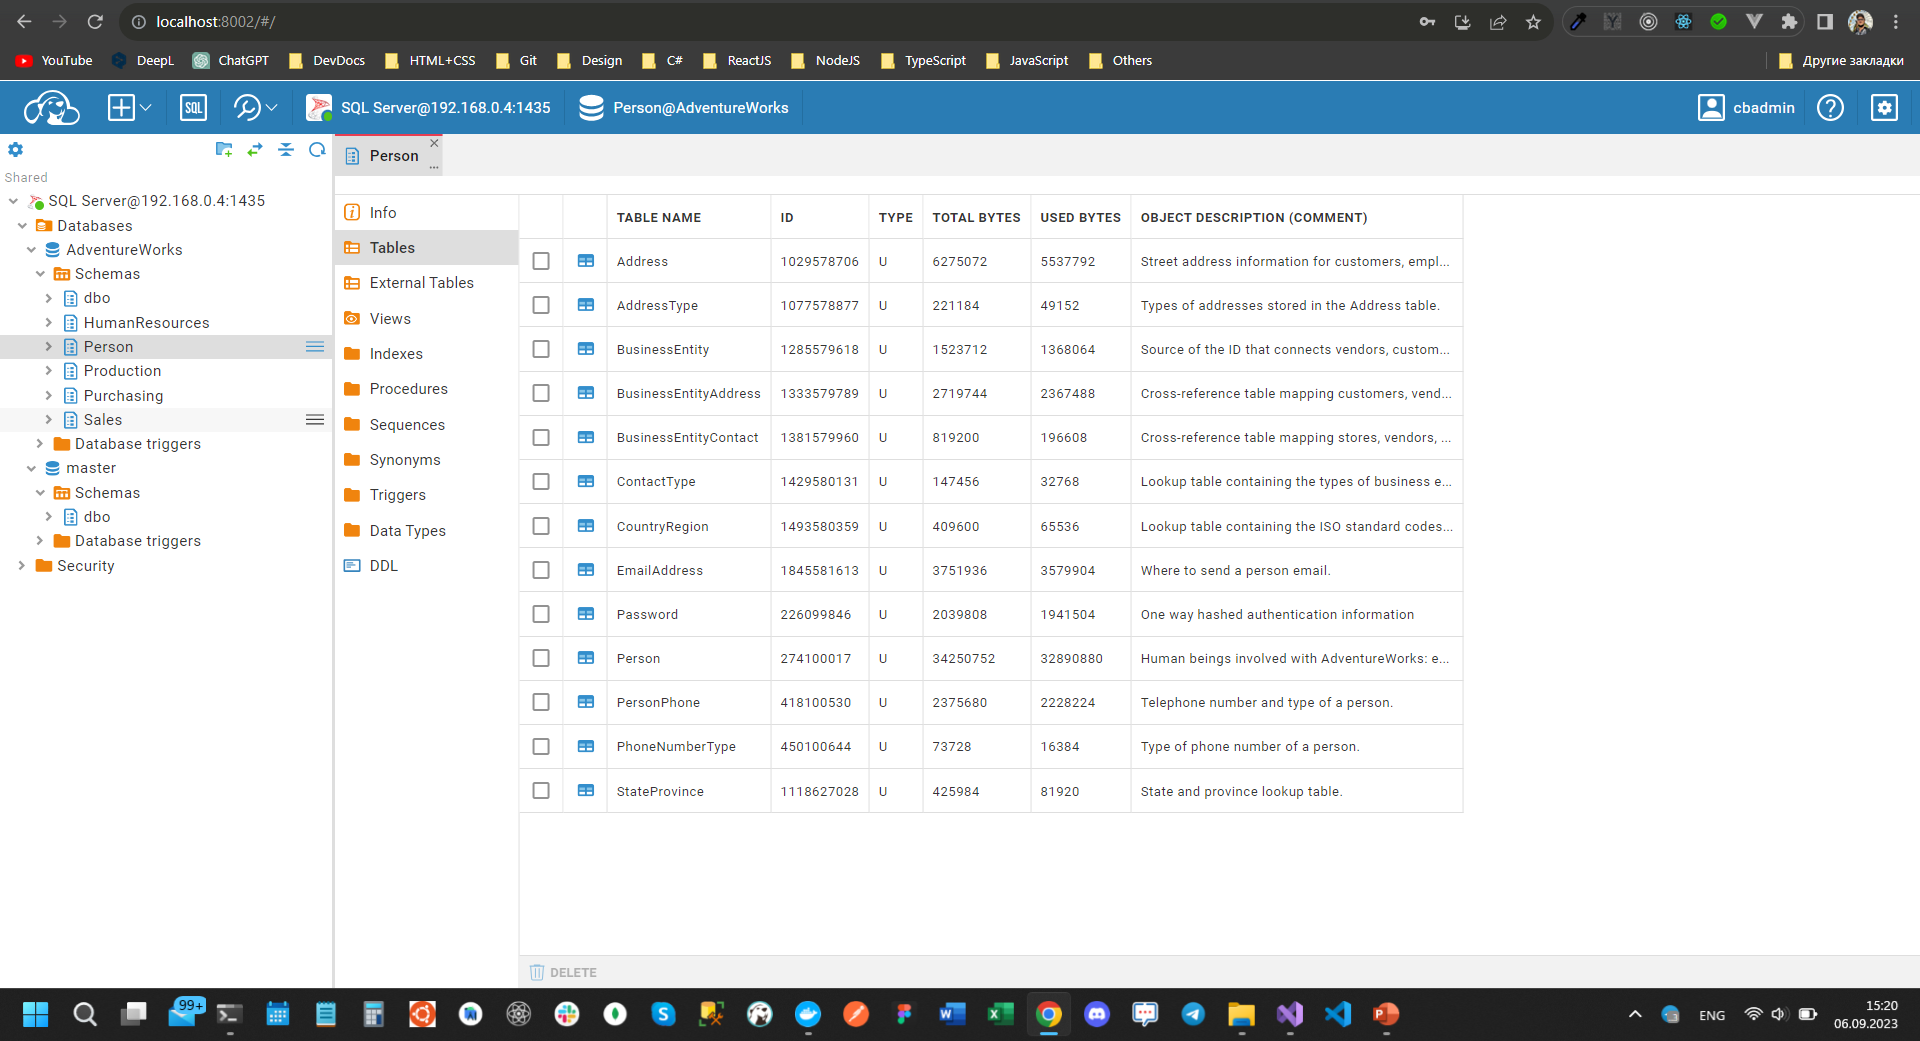 localhost:8002/#/
YouTube DeepL ChatGPT DevDocs HTML+CSS Git Design C# ReactJS NodeJS TypeScript JavaScript Others Другие закладки
SQL SQL Server@192.168.0.4:1435 Person@AdventureWorks cbadmin
Shared
SQL Server@192.168.0.4:1435
Databases
AdventureWorks
Schemas
dbo
HumanResources
Person
Production
Purchasing
Sales
Database triggers
master
Schemas
dbo
Database triggers
Security
Person
Info
Tables
External Tables
Views
Indexes
Procedures
Sequences
Synonyms
Triggers
Data Types
DDL
TABLE NAME ID TYPE TOTAL BYTES USED BYTES OBJECT DESCRIPTION (COMMENT)
Address 1029578706 U 6275072 5537792 Street address information for customers, empl...
AddressType 1077578877 U 221184 49152 Types of addresses stored in the Address table.
BusinessEntity 1285579618 U 1523712 1368064 Source of the ID that connects vendors, custom...
BusinessEntityAddress 1333579789 U 2719744 2367488 Cross-reference table mapping customers, vend...
BusinessEntityContact 1381579960 U 819200 196608 Cross-reference table mapping stores, vendors, ...
ContactType 1429580131 U 147456 32768 Lookup table containing the types of business e...
CountryRegion 1493580359 U 409600 65536 Lookup table containing the ISO standard codes...
EmailAddress 1845581613 U 3751936 3579904 Where to send a person email.
Password 226099846 U 2039808 1941504 One way hashed authentication information
Person 274100017 U 34250752 32890880 Human beings involved with AdventureWorks: e...
PersonPhone 418100530 U 2375680 2228224 Telephone number and type of a person.
PhoneNumberType 450100644 U 73728 16384 Type of phone number of a person.
StateProvince 1118627028 U 425984 81920 State and province lookup table.
DELETE
99+
ENG
15:20
06.09.2023